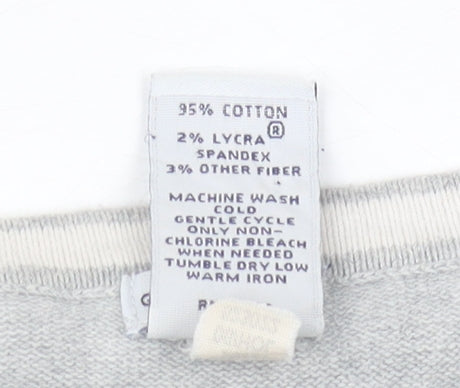 95% COTTON
2% LYCRA®
SPANDEX
3% OTHER FIBER
MACHINE WASH
COLD
GENTLE CYCLE
ONLY NON-
CHLORINE BLEACH
WHEN NEEDED
TUMBLE DRY LOW
WARM IRON